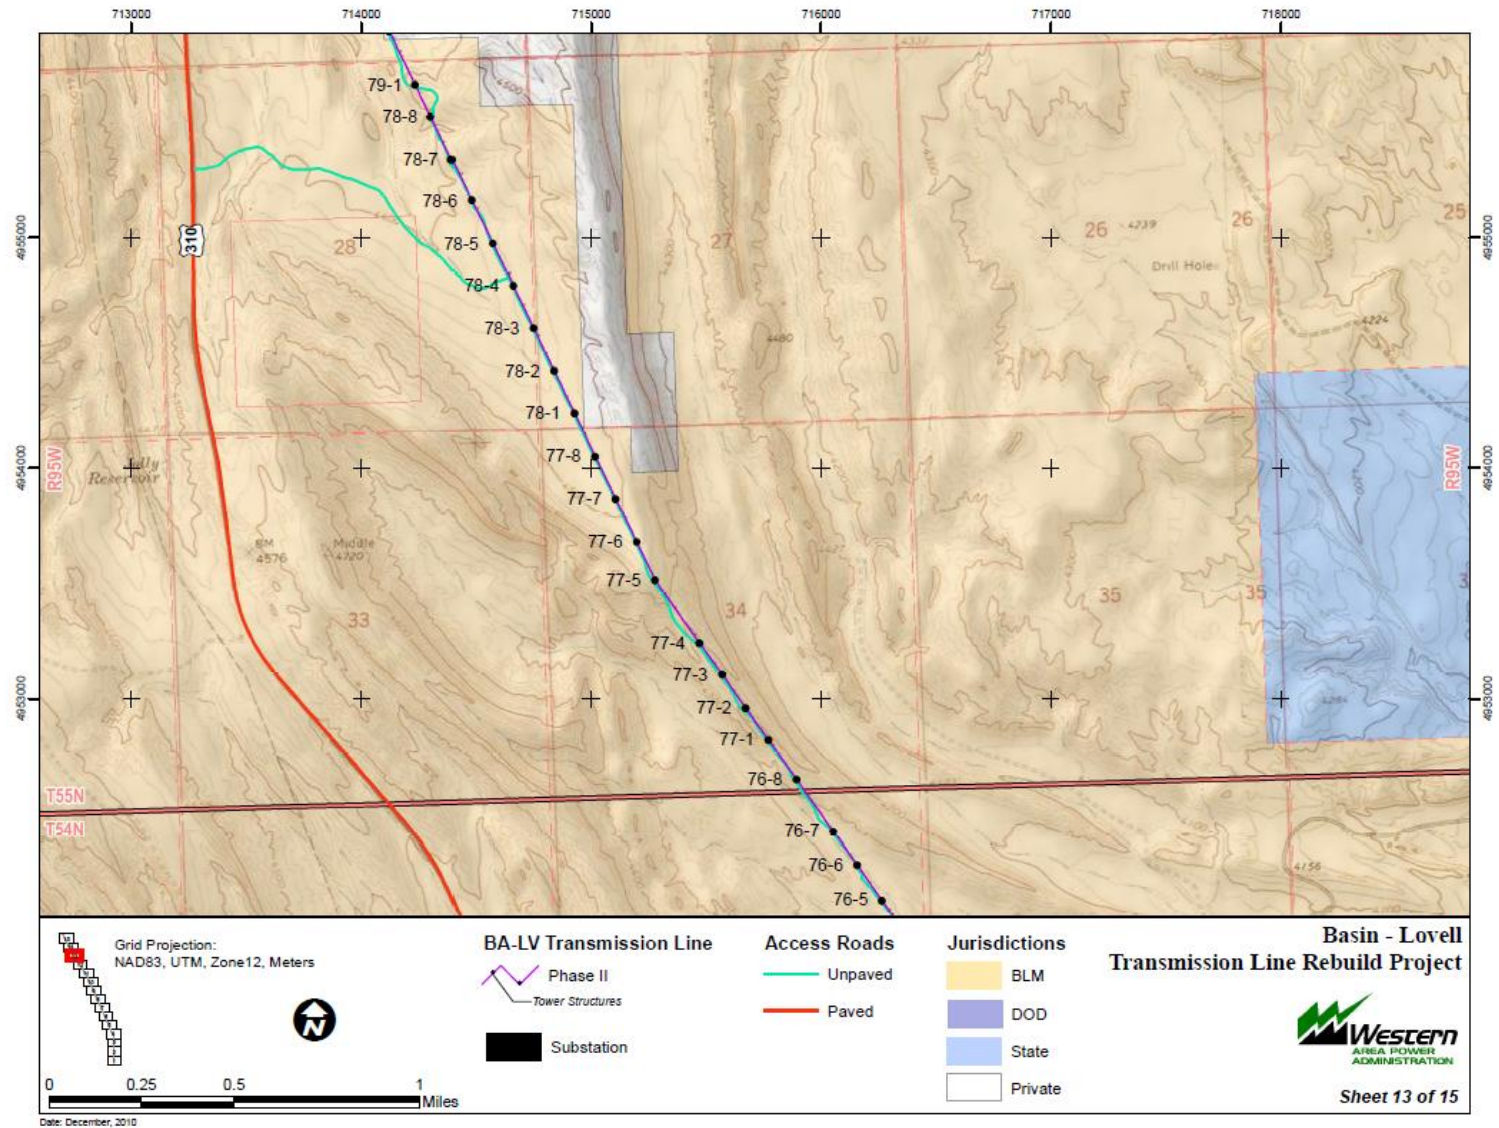 713000 714000 715000 716000 717000 718000
4955000
4954000
4953000
4955000
4954000
4953000
79-1
78-8
78-7
78-6
78-5
78-4
78-3
78-2
78-1
77-8
77-7
77-6
77-5
77-4
77-3
77-2
77-1
76-8
76-7
76-6
76-5
310
28
27
26
4239
26
25
Drill Hole
4224
4500
4480
R95W
R95W
Reservoir
BM
4576
Middle
4720
33
34
35
35
T55N
T54N
4156
Grid Projection:
NAD83, UTM, Zone12, Meters
N
0 0.25 0.5 1
Miles
BA-LV Transmission Line
Phase II
Tower Structures
Substation
Access Roads
Unpaved
Paved
Jurisdictions
BLM
DOD
State
Private
Basin - Lovell
Transmission Line Rebuild Project
Western
AREA POWER
ADMINISTRATION
Sheet 13 of 15
Date: December, 2010